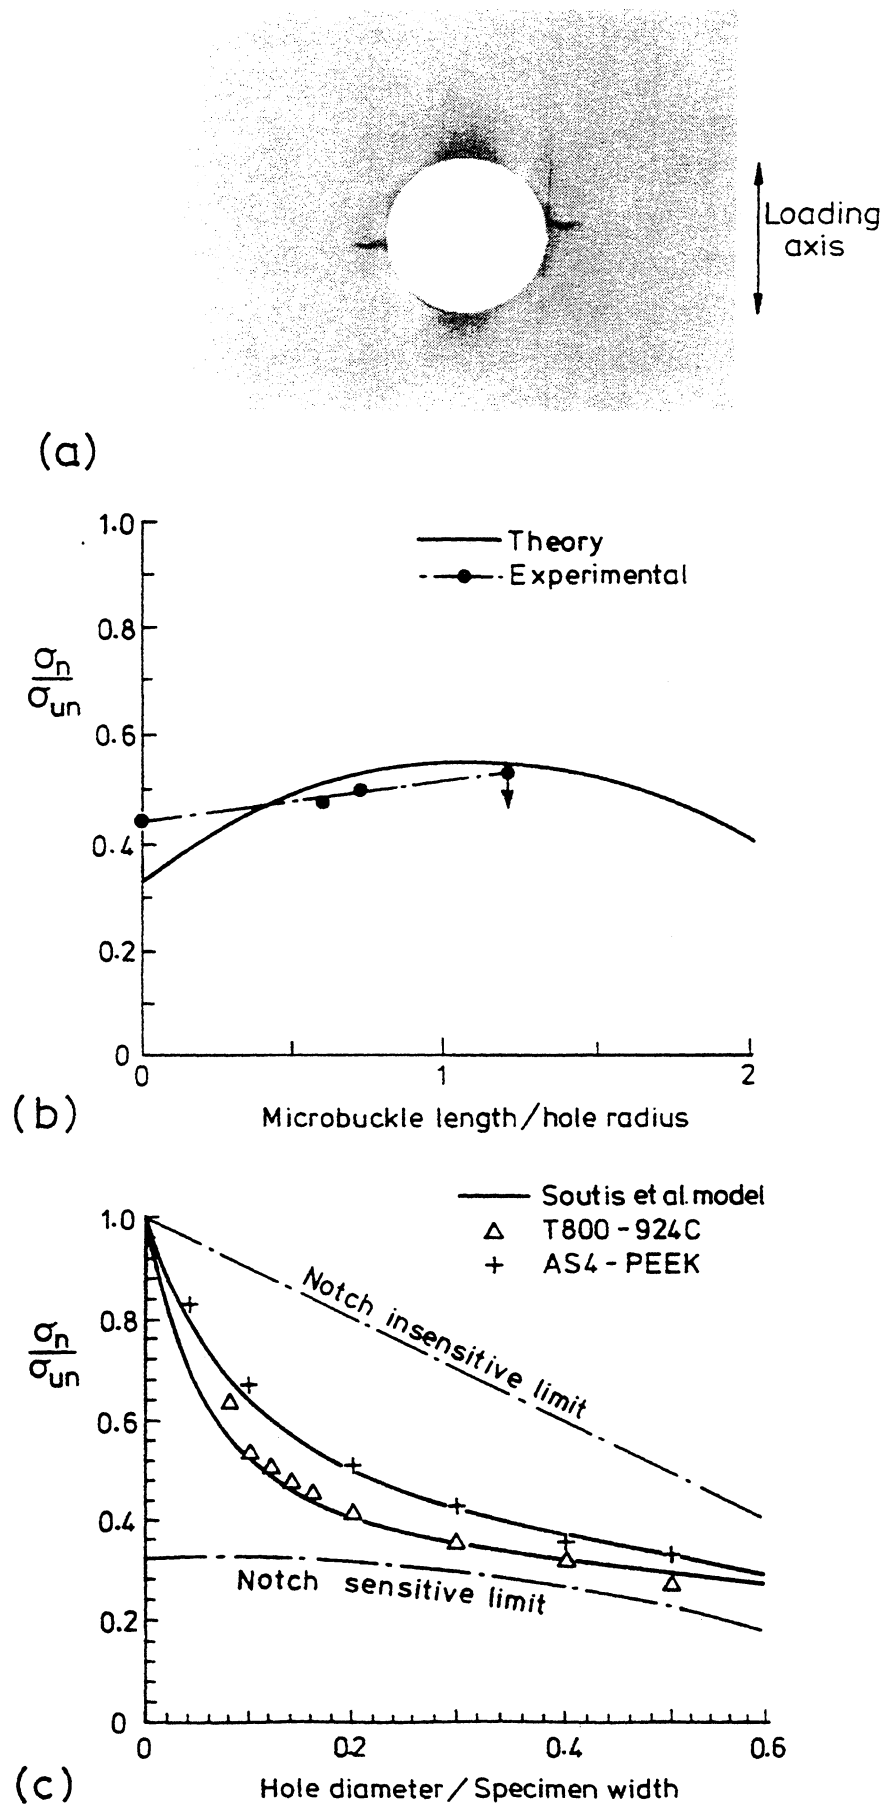 Loading
axis
(a)
1.0
0.8
0.6
0.4
0.2
0
σn
σun
Theory
Experimental
0
1
2
Microbuckle length/hole radius
(b)
Soutis et al. model
T800-924C
AS4-PEEK
1.0
0.8
0.6
0.4
0.2
0
σn
σun
Notch insensitive limit
Notch sensitive limit
0
0.2
0.4
0.6
Hole diameter/Specimen width
(c)